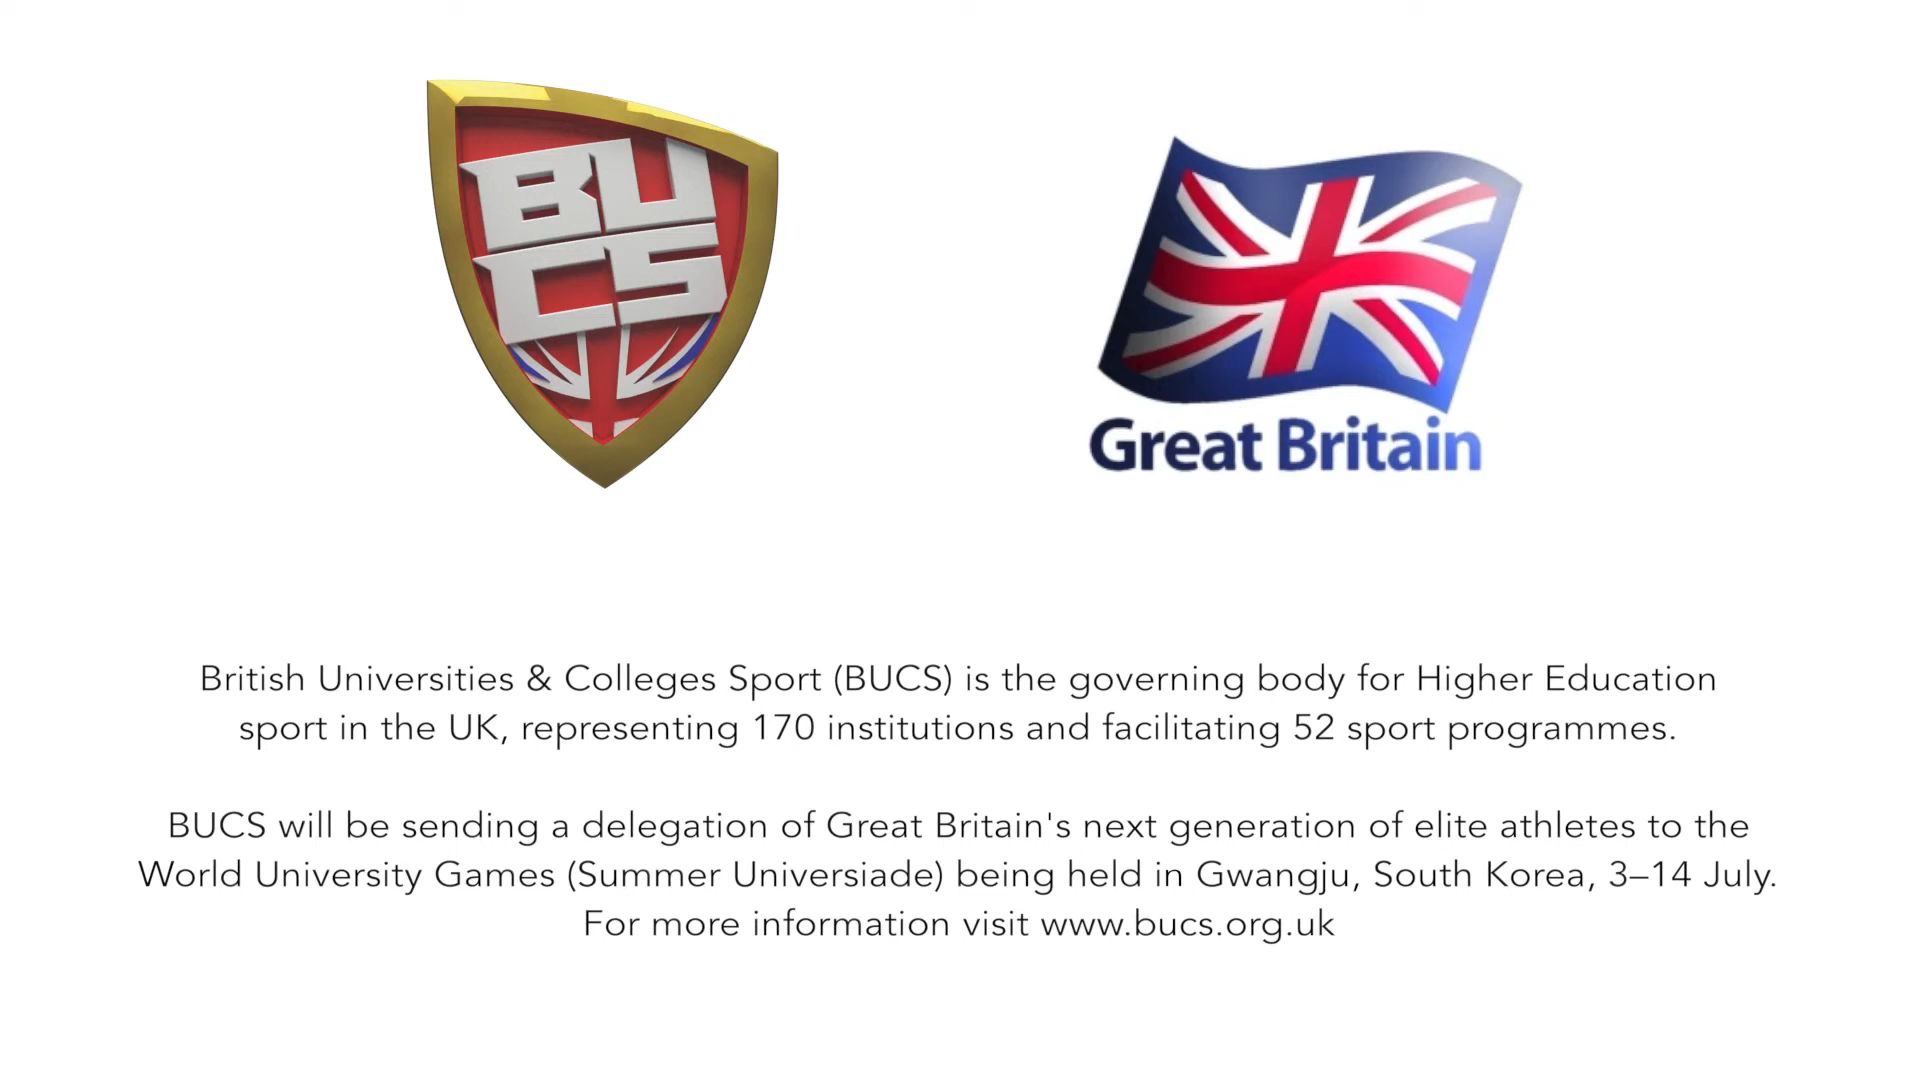 BU
CS
Great Britain
British Universities & Colleges Sport (BUCS) is the governing body for Higher Education
sport in the UK, representing 170 institutions and facilitating 52 sport programmes.
BUCS will be sending a delegation of Great Britain's next generation of elite athletes to the
World University Games (Summer Universiade) being held in Gwangju, South Korea, 3–14 July.
For more information visit www.bucs.org.uk